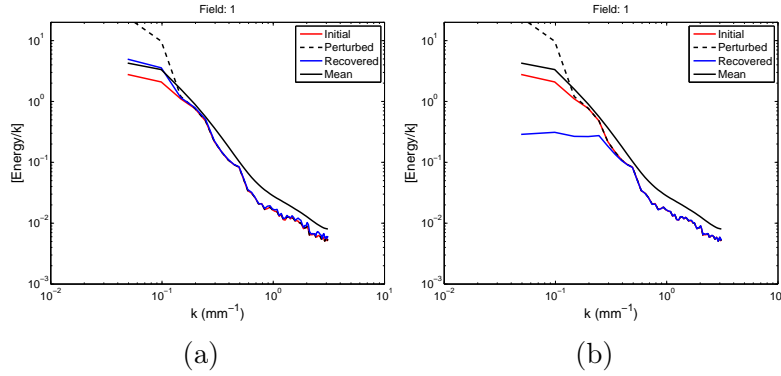 Field: 1
Initial
Perturbed
Recovered
Mean
[Energy/k]
10^1
10^0
10^-1
10^-2
10^-3
10^-2
10^-1
10^0
10^1
k (mm^-1)
(a)
Field: 1
Initial
Perturbed
Recovered
Mean
[Energy/k]
10^1
10^0
10^-1
10^-2
10^-3
10^-2
10^-1
10^0
10
k (mm^-1)
(b)